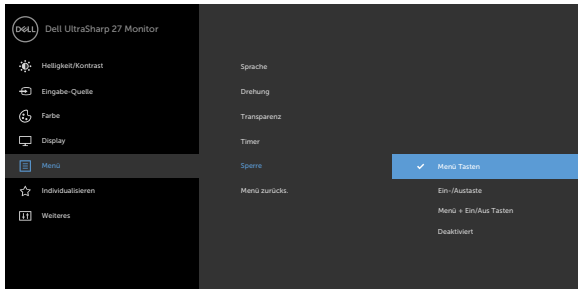 DELL Dell UltraSharp 27 Monitor
Helligkeit/Kontrast
Eingabe-Quelle
Farbe
Display
Menü
Individualisieren
Weiteres
Sprache
Drehung
Transparenz
Timer
Sperre
Menü zurücks.
Menü Tasten
Ein-/Austaste
Menü + Ein/Aus Tasten
Deaktiviert